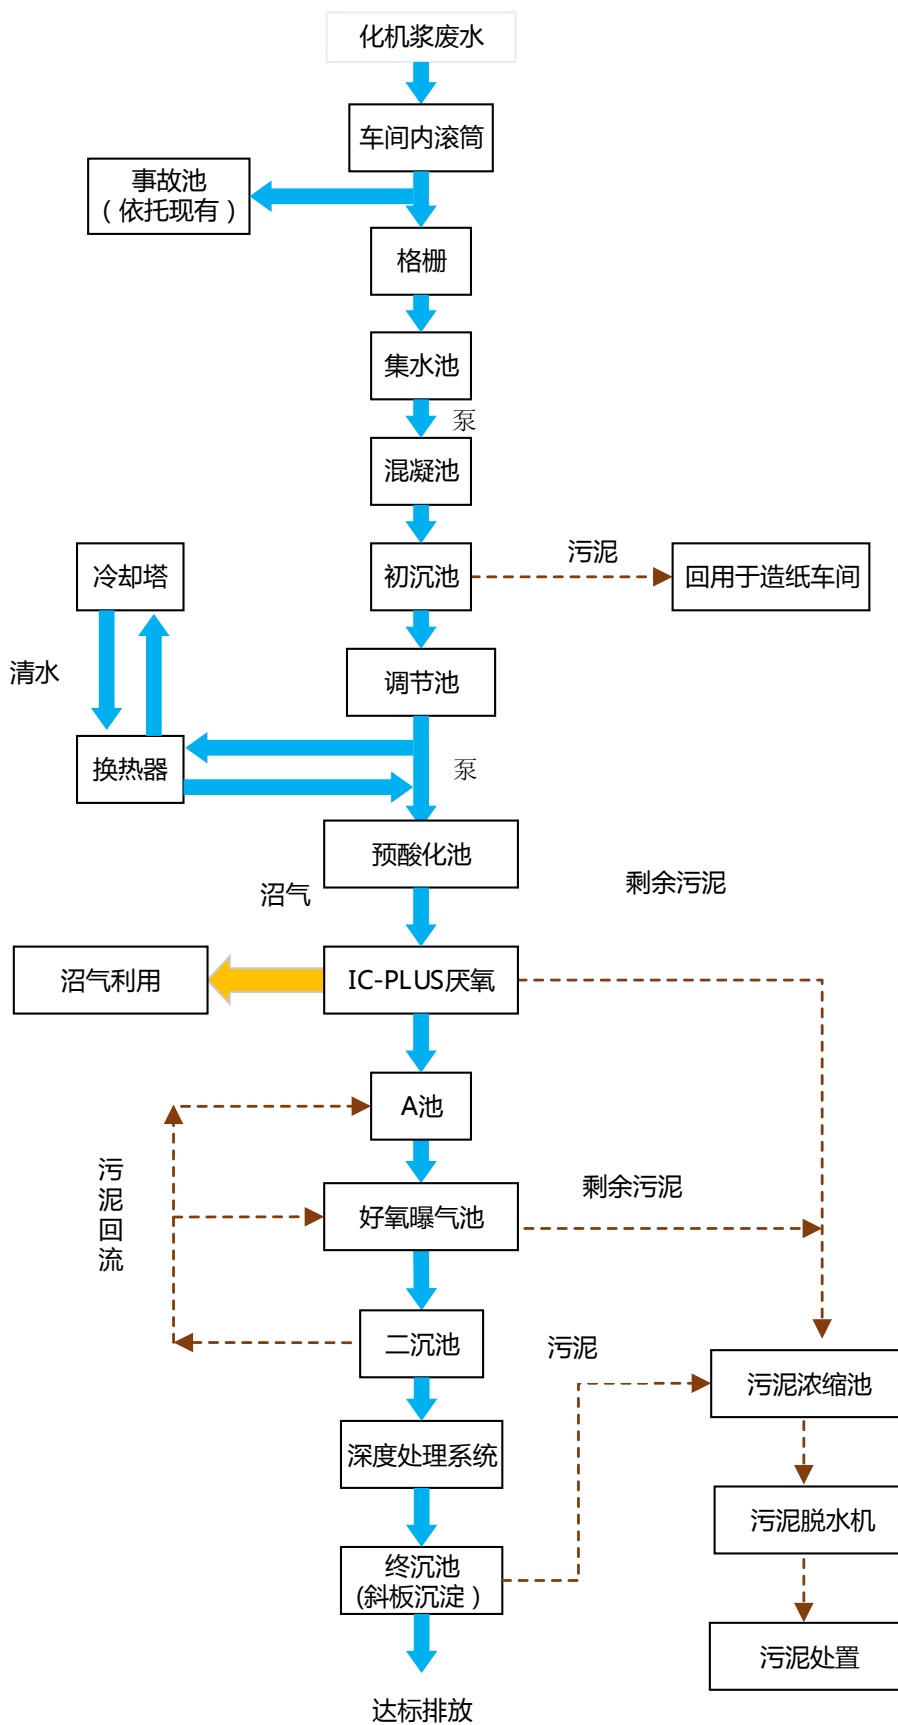 化机浆废水
车间内滚筒
事故池
（依托现有）
格栅
集水池
泵
混凝池
初沉池
污泥
回用于造纸车间
冷却塔
清水
调节池
换热器
泵
预酸化池
沼气
剩余污泥
沼气利用
IC-PLUS厌氧
A池
污
泥
回
流
好氧曝气池
剩余污泥
二沉池
污泥
污泥浓缩池
深度处理系统
污泥脱水机
终沉池
(斜板沉淀）
污泥处置
达标排放